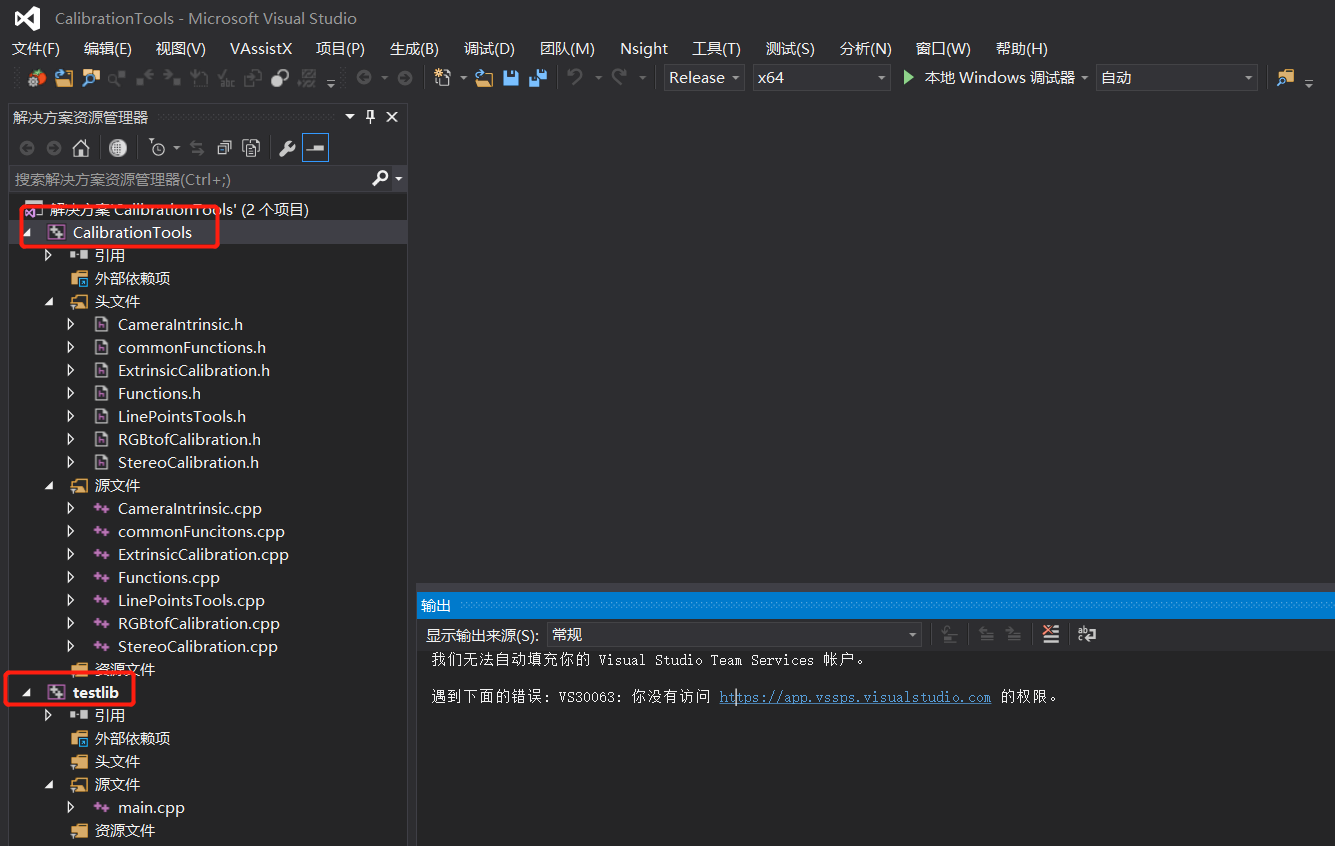 CalibrationTools - Microsoft Visual Studio
文件(F) 编辑(E) 视图(V) VAssistX 项目(P) 生成(B) 调试(D) 团队(M) Nsight 工具(T) 测试(S) 分析(N) 窗口(W) 帮助(H)
Release x64 本地 Windows 调试器 自动
解决方案资源管理器
搜索解决方案资源管理器(Ctrl+;)
解决方案'CalibrationTools' (2 个项目)
CalibrationTools
引用
外部依赖项
头文件
CameraIntrinsic.h
commonFunctions.h
ExtrinsicCalibration.h
Functions.h
LinePointsTools.h
RGBtofCalibration.h
StereoCalibration.h
源文件
CameraIntrinsic.cpp
commonFuncitons.cpp
ExtrinsicCalibration.cpp
Functions.cpp
LinePointsTools.cpp
RGBtofCalibration.cpp
StereoCalibration.cpp
资源文件
testlib
引用
外部依赖项
头文件
源文件
main.cpp
资源文件
输出
显示输出来源(S): 常规
我们无法自动填充你的 Visual Studio Team Services 帐户。
遇到下面的错误: VS30063: 你没有访问 https://app.vssps.visualstudio.com 的权限。